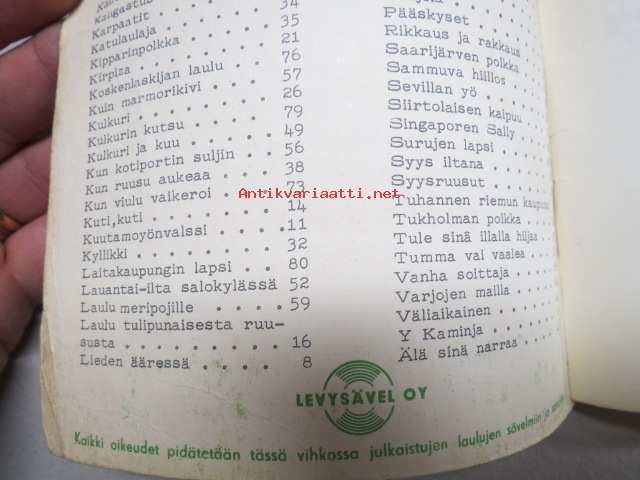 Kangastus
Karpaatit . . . . . . . 34
Katulaulaja . . . . . . 35
Kipparinpolkka . . . . . 21
Kirpiza . . . . . . . . 76
Koskenlaskijan laulu . . 57
Kuin marmorikivi . . . . 26
Kulkuri . . . . . . . . 79
Kulkurin kutsu . . . . . 49
Kulkuri ja kuu . . . . . 56
Kun kotiportin suljin . . 38
Kun ruusu aukeaa . . . . 73
Kun viulu vaikeroi . . . 14
Kuti,kuti . . . . . . . 11
Kuutamoyönvalssi . . . . 32
Kyllikki . . . . . . . .
Laitakaupungin lapsi . . 80
Lauantai-ilta salokylässä 52
Laulu meripojille . . . 59
Laulu tulipunaisesta ruu-
susta . . . . . . . . . 16
Lieden ääressä . . . . . 8
Pääskyset . .
Rikkaus ja rakkaus
Saarijärven polkka
Sammuva hiillos
Sevillan yö . . .
Siirtolaisen kaipuu
Singaporen Sally
Surujen lapsi . . .
Syys iltana . . . .
Syysruusut . . . .
Tuhannen riemun kaupunki
Tukholman polkka . .
Tule sinä illalla hiljaa
Tumma vai vaalea . . .
Vanha soittaja . . . .
Varjojen mailla . . . .
Väliaikainen . . . . .
Y Kaminja . . . . . .
Älä sinä narraa . . . .
Antikvariaatti.net
LEVYSÄVEL OY
Kaikki oikeudet pidätetään tässä vihkossa julkaistujen laulujen sävelmiin ja